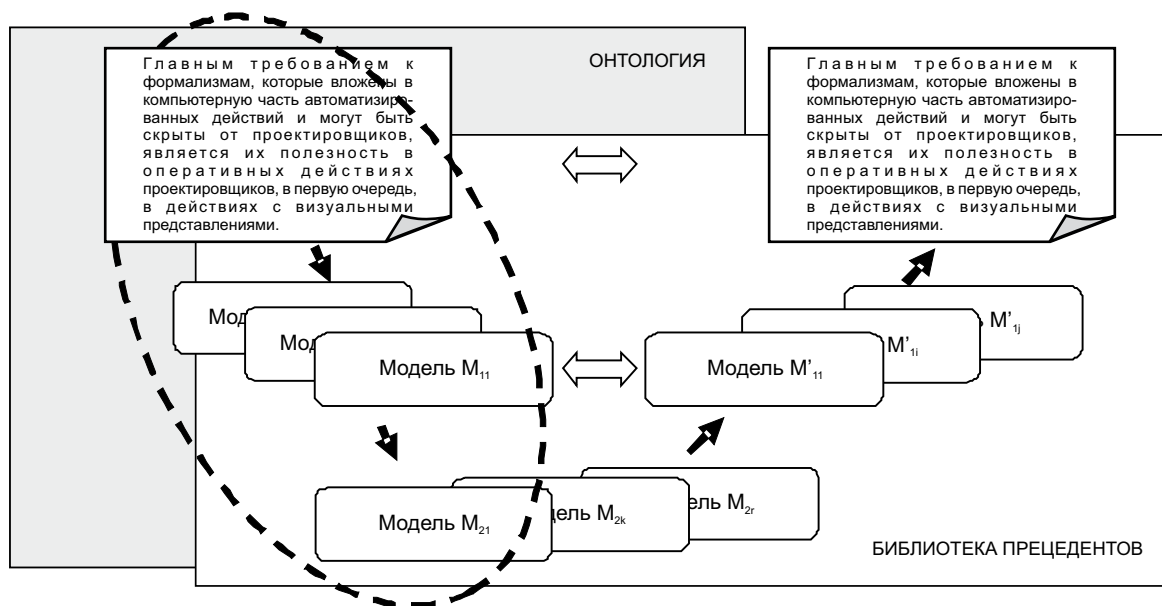 ОНТОЛОГИЯ
Главным требованием к
формализмам, которые вложены в
компьютерную часть автоматизиро-
ванных действий и могут быть
скрыты от проектировщиков,
является их полезность в
оперативных действиях
проектировщиков, в первую очередь,
в действиях с визуальными
представлениями.
Главным требованием к
формализмам, которые вложены в
компьютерную часть автоматизиро-
ванных действий и могут быть
скрыты от проектировщиков,
является их полезность в
оперативных действиях
проектировщиков, в первую очередь,
в действиях с визуальными
представлениями.
Мод
Мод
Модель M₁₁
Модель M'₁₁
M'₁ᵢ
ь M'₁ⱼ
Модель M₂₁
дель M₂ₖ
ель M₂ᵣ
БИБЛИОТЕКА ПРЕЦЕДЕНТОВ